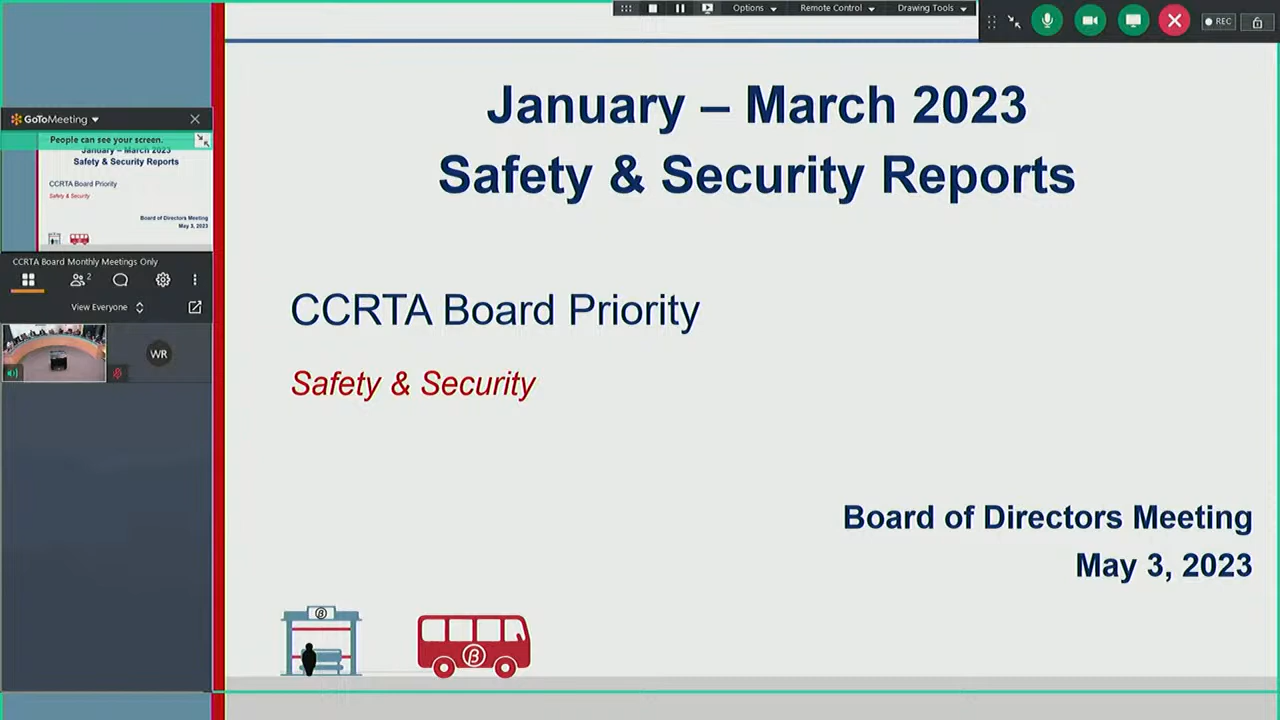 Options
Remote Control
Drawing Tools
REC
GoToMeeting
People can see your screen.
January – March 2023
Safety & Security Reports
CCRTA Board Priority
Safety & Security
Board of Directors Meeting
May 3, 2023
CCRTA Board Monthly Meetings Only
2
View Everyone
WR
January – March 2023
Safety & Security Reports
CCRTA Board Priority
Safety & Security
Board of Directors Meeting
May 3, 2023